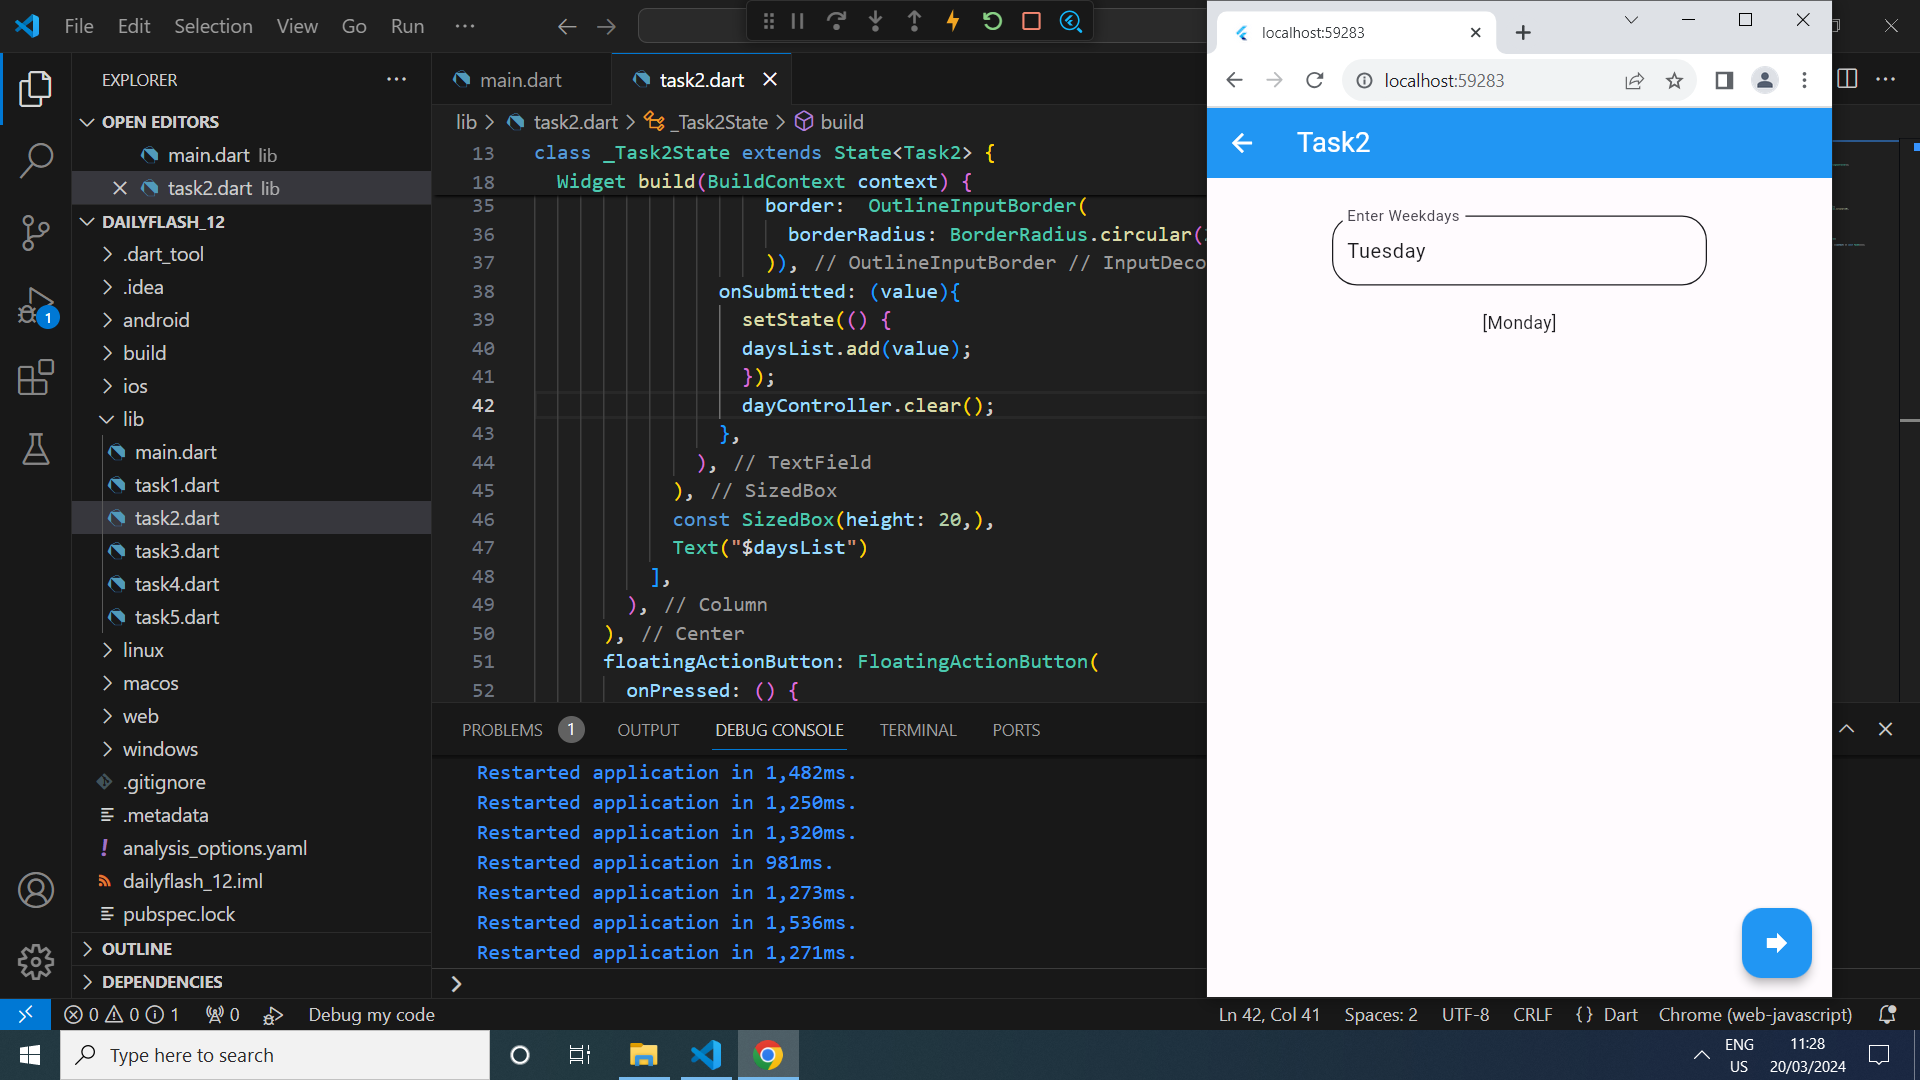 File Edit Selection View Go Run ···
EXPLORER
OPEN EDITORS
main.dart lib
task2.dart lib
DAILYFLASH_12
.dart_tool
.idea
android
build
ios
lib
main.dart
task1.dart
task2.dart
task3.dart
task4.dart
task5.dart
linux
macos
web
windows
.gitignore
.metadata
analysis_options.yaml
dailyflash_12.iml
pubspec.lock
OUTLINE
DEPENDENCIES
1
main.dart task2.dart
lib > task2.dart > _Task2State > build
13 class _Task2State extends State<Task2> {
18 Widget build(BuildContext context) {
35 border: OutlineInputBorder(
36 borderRadius: BorderRadius.circular(
37 )), // OutlineInputBorder // InputDeco
38 onSubmitted: (value){
39 setState(() {
40 daysList.add(value);
41 });
42 dayController.clear();
43 },
44 ), // TextField
45 ), // SizedBox
46 const SizedBox(height: 20,),
47 Text("$daysList")
48 ],
49 ), // Column
50 ), // Center
51 floatingActionButton: FloatingActionButton(
52 onPressed: () {
PROBLEMS 1 OUTPUT DEBUG CONSOLE TERMINAL PORTS
Restarted application in 1,482ms.
Restarted application in 1,250ms.
Restarted application in 1,320ms.
Restarted application in 981ms.
Restarted application in 1,273ms.
Restarted application in 1,536ms.
Restarted application in 1,271ms.
localhost:59283
localhost:59283
Task2
Enter Weekdays
Tuesday
[Monday]
0 0 1 0 Debug my code Ln 42, Col 41 Spaces: 2 UTF-8 CRLF {} Dart Chrome (web-javascript)
Type here to search
ENG
US
11:28
20/03/2024